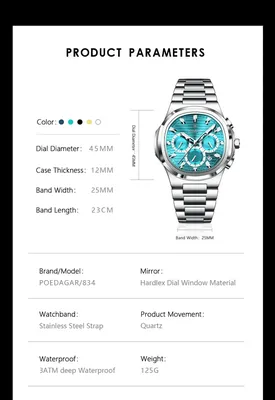 PRODUCT PARAMETERS
Color:
Dial Diameter: 45MM
Case Thickness: 12MM
Band Width: 25MM
Band Length: 23CM
Dial Diameter: 45MM
Band Width: 25MM
Brand/Model: Mirror:
POEDAGAR/834 Hardlex Dial Window Material
Watchband: Product Movement:
Stainless Steel Strap Quartz
Waterproof: Weight:
3ATM deep Waterproof 125G